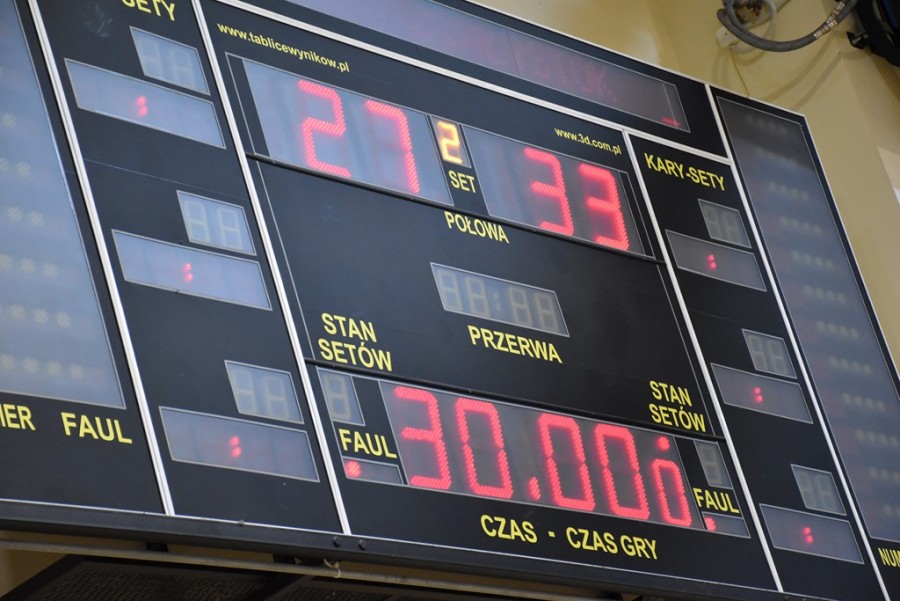 SETY
www.tablicewynikow.pl
27 2 33
SET
www.3d.com.pl
KARY-SETY
POŁOWA
PRZERWA
STAN
SETÓW
STAN
SETÓW
FAUL
30.00
FAUL
FAUL
CZAS - CZAS GRY